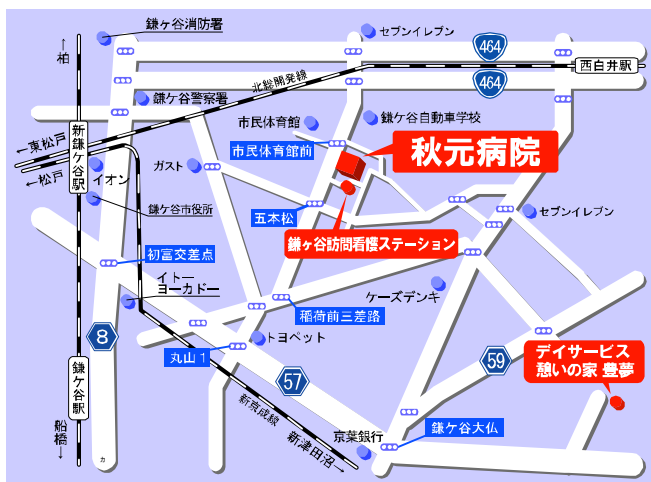 鎌ヶ谷消防署
セブンイレブン
464
↑柏
西白井駅
北総開発線
464
鎌ケ谷警察署
市民体育館
鎌ケ谷自動車学校
←東松戸
新鎌ケ谷駅
市民体育館前
秋元病院
←松戸
イオン
ガスト
鎌ケ谷市役所
五本松
セブンイレブン
鎌ヶ谷訪問看護ステーション
初富交差点
イトー
ヨーカドー
ケーズデンキ
稲荷前三差路
8
トヨペット
丸山1
デイサービス
憩いの家 豊夢
59
57
鎌ケ谷駅
新京成線
京葉銀行
鎌ケ谷大仏
船橋↓
新津田沼→
カ